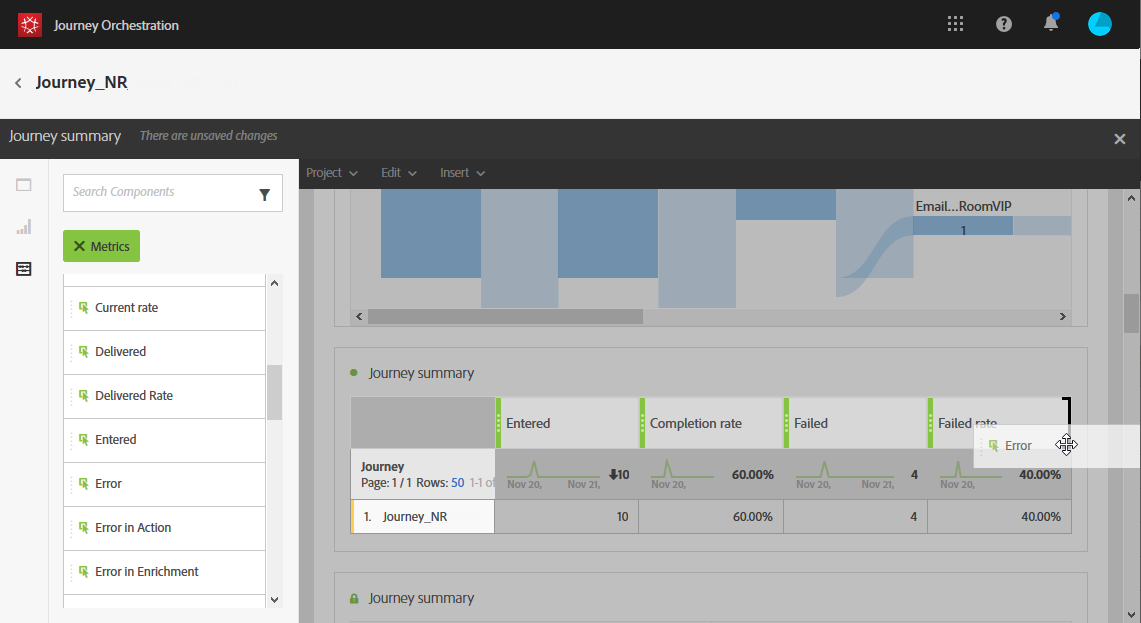 Journey Orchestration
Journey_NR
Journey summary There are unsaved changes
Project Edit Insert
Search Components
Metrics
Current rate
Delivered
Delivered Rate
Entered
Error
Error in Action
Error in Enrichment
Email...RoomVIP
1
Journey summary
Entered Completion rate Failed Failed rate
Error
Journey
Page: 1 / 1 Rows: 50 1-1 of
Nov 20, Nov 21, 10
Nov 20, 60.00%
Nov 20, Nov 21, 4
Nov 20, 40.00%
1. Journey_NR 10 60.00% 4 40.00%
Journey summary